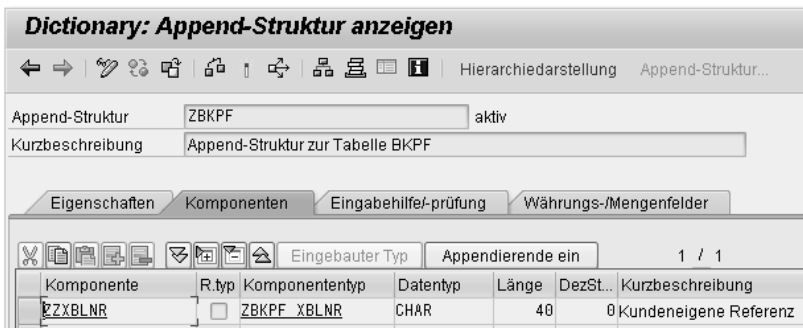 Dictionary: Append-Struktur anzeigen
Hierarchiedarstellung Append-Struktur...
Append-Struktur ZBKPF aktiv
Kurzbeschreibung Append-Struktur zur Tabelle BKPF
Eigenschaften Komponenten Eingabehilfe/-prüfung Währungs-/Mengenfelder
Eingebauter Typ Appendierende ein 1 / 1
Komponente R.typ Komponententyp Datentyp Länge DezSt... Kurzbeschreibung
ZZXBLNR ZBKPF_XBLNR CHAR 40 0 Kundeneigene Referenz